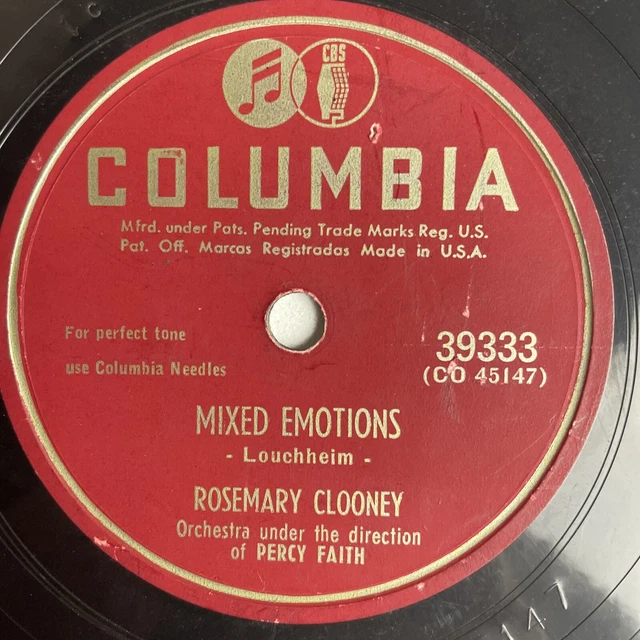 CBS
COLUMBIA
Mfrd. under Pats. Pending Trade Marks Reg. U.S.
Pat. Off. Marcas Registradas Made in U.S.A.
For perfect tone
use Columbia Needles
39333
(CO 45147)
MIXED EMOTIONS
- Louchheim -
ROSEMARY CLOONEY
Orchestra under the direction
of PERCY FAITH
147